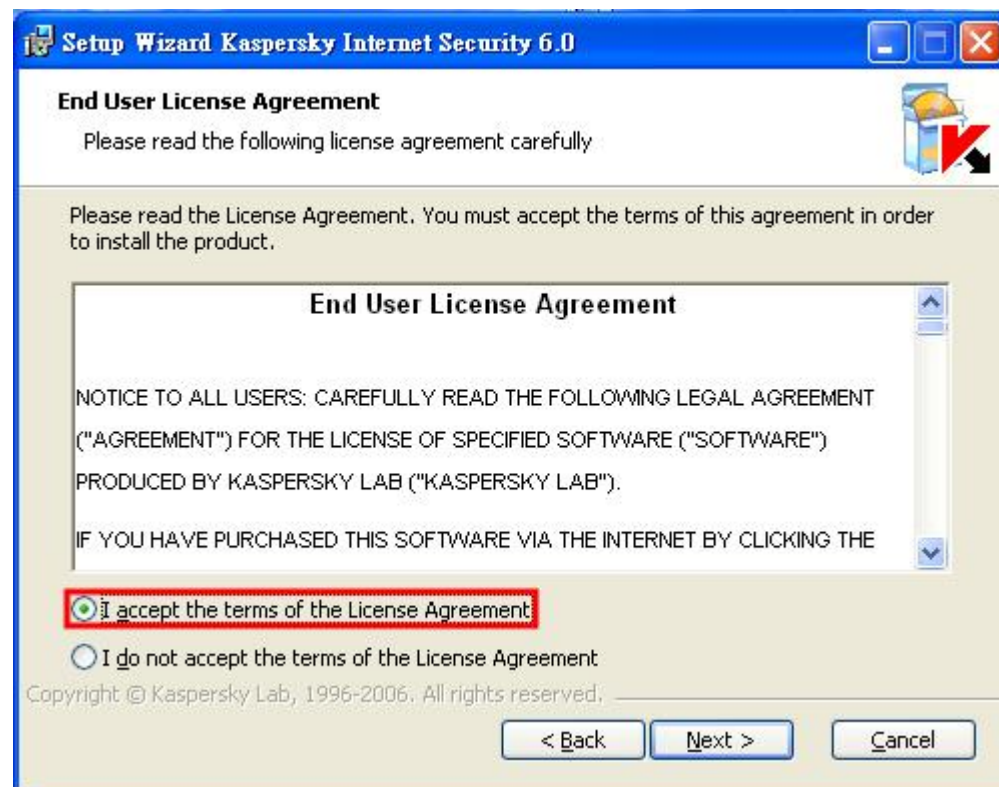 Setup Wizard Kaspersky Internet Security 6.0
End User License Agreement
Please read the following license agreement carefully
Please read the License Agreement. You must accept the terms of this agreement in order
to install the product.
End User License Agreement
NOTICE TO ALL USERS: CAREFULLY READ THE FOLLOWING LEGAL AGREEMENT
("AGREEMENT") FOR THE LICENSE OF SPECIFIED SOFTWARE ("SOFTWARE")
PRODUCED BY KASPERSKY LAB ("KASPERSKY LAB").
IF YOU HAVE PURCHASED THIS SOFTWARE VIA THE INTERNET BY CLICKING THE
I accept the terms of the License Agreement
I do not accept the terms of the License Agreement
Copyright © Kaspersky Lab, 1996-2006. All rights reserved.
< Back
Next >
Cancel